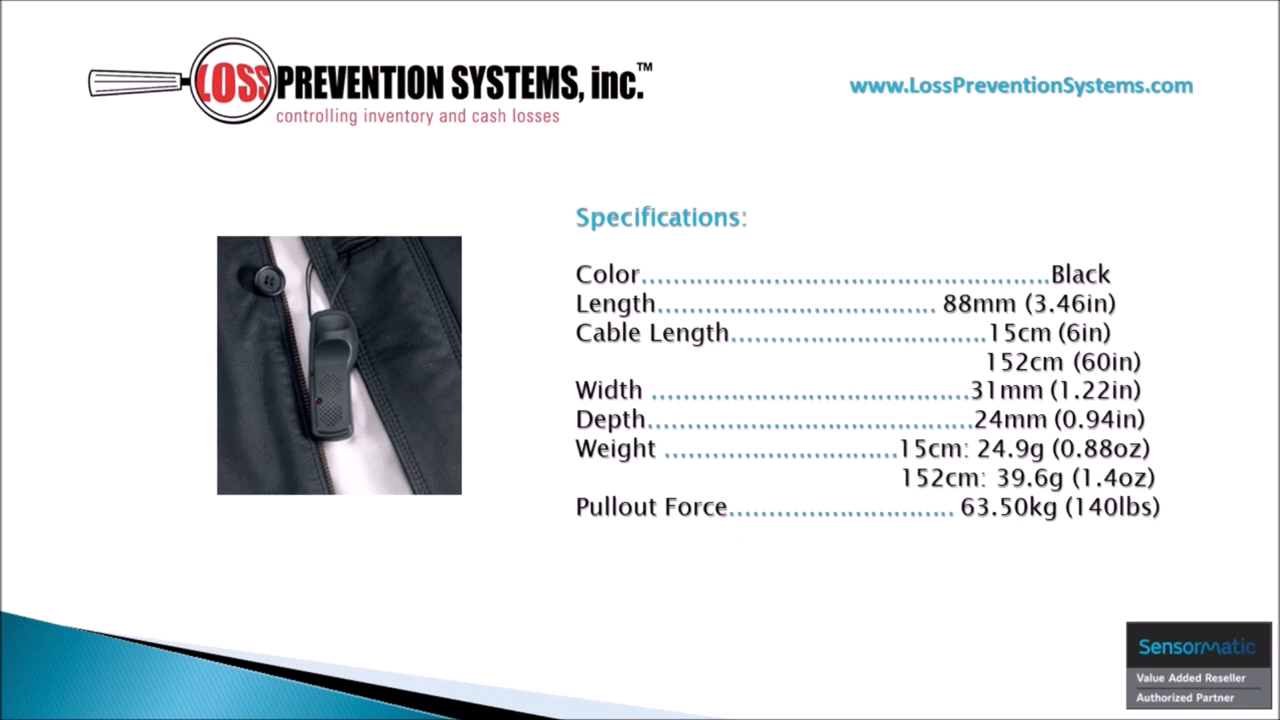 LOSS PREVENTION SYSTEMS, inc.™
controlling inventory and cash losses
www.LossPreventionSystems.com
Specifications:
Color....................................................Black
Length.................................... 88mm (3.46in)
Cable Length.................................15cm (6in)
152cm (60in)
Width .........................................31mm (1.22in)
Depth..........................................24mm (0.94in)
Weight ..............................15cm: 24.9g (0.88oz)
152cm: 39.6g (1.4oz)
Pullout Force............................. 63.50kg (140lbs)
Sensormatic
Value Added Reseller
Authorized Partner